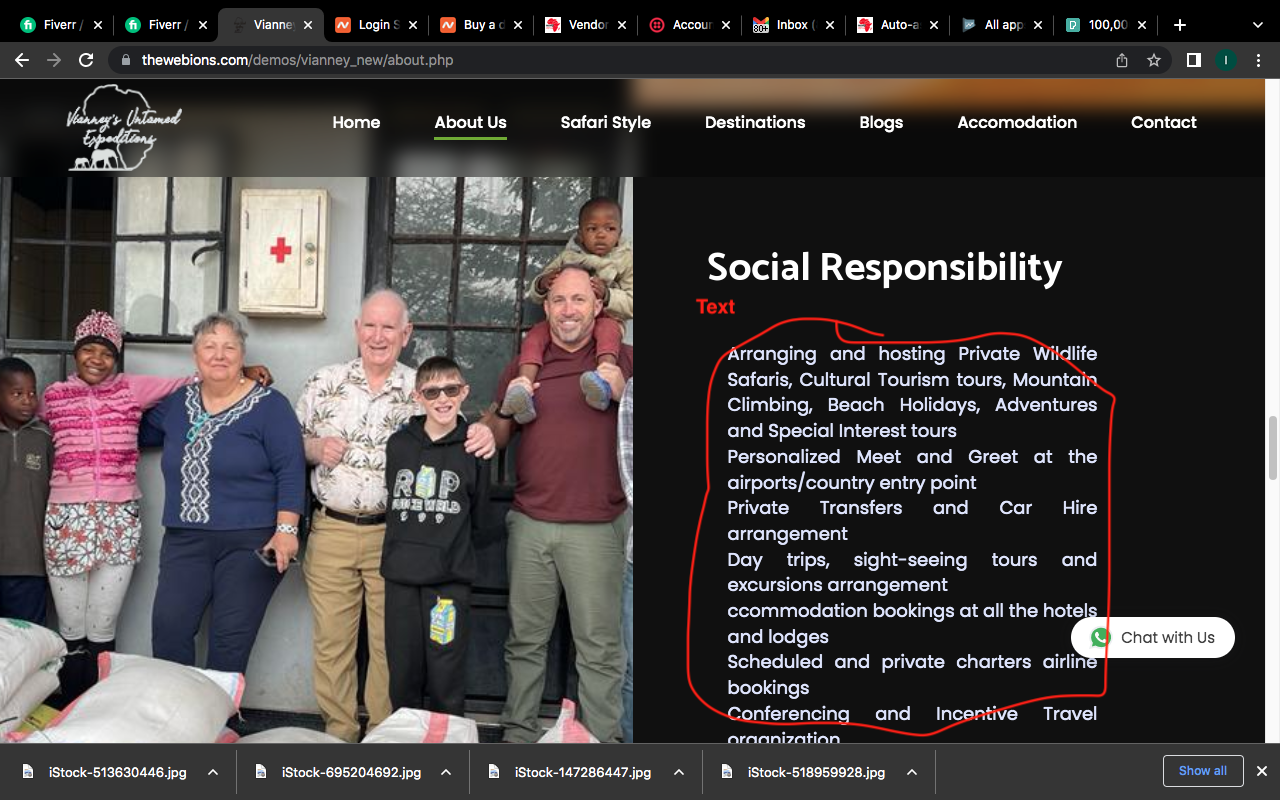 Fiverr /
Fiverr /
Vianney
Login S
Buy a d
Vendor
Accour
80+
Inbox (
Auto-a
All app
100,00
thewebions.com/demos/vianney_new/about.php
I
Vianney's Untamed
Expeditions
Home
About Us
Safari Style
Destinations
Blogs
Accomodation
Contact
Social Responsibility
Text
Arranging and hosting Private Wildlife
Safaris, Cultural Tourism tours, Mountain
Climbing, Beach Holidays, Adventures
and Special Interest tours
Personalized Meet and Greet at the
airports/country entry point
Private Transfers and Car Hire
arrangement
Day trips, sight-seeing tours and
excursions arrangement
ccommodation bookings at all the hotels
and lodges
Scheduled and private charters airline
bookings
Conferencing and Incentive Travel
organization
Chat with Us
R P
999
iStock-513630446.jpg
iStock-695204692.jpg
iStock-147286447.jpg
iStock-518959928.jpg
Show all